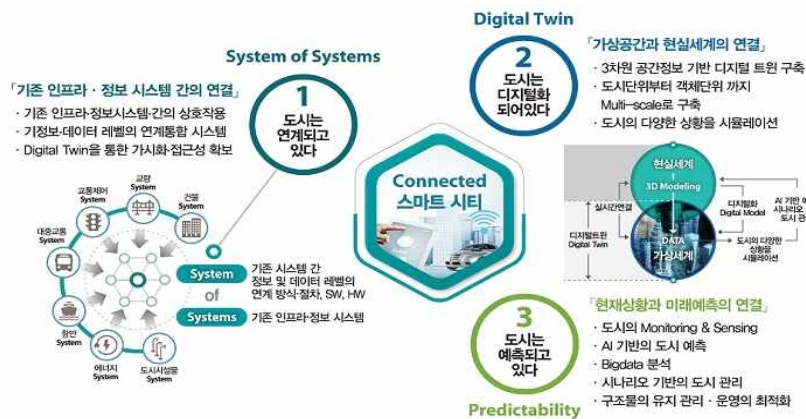 System of Systems
「기존 인프라 · 정보 시스템 간의 연결」
· 기존 인프라·정보시스템·간의 상호작용
· 기정보·데이터 레벨의 연계통합 시스템
· Digital Twin을 통한 가시화·접근성 확보
1
도시는
연계되고
있다
교통제어
System
교량
System
건물
System
대중교통
System
항만
System
에너지
System
도시시설물
System
System
of
Systems
기존 시스템 간
정보 및 데이터 레벨의
연계 방식·절차, SW, HW
기존 인프라·정보 시스템
Connected
스마트 시티
Digital Twin
2
도시는
디지털화
되어있다
「가상공간과 현실세계의 연결」
· 3차원 공간정보 기반 디지털 트윈 구축
· 도시단위부터 객체단위 까지
Multi-scale로 구축
· 도시의 다양한 상황을 시뮬레이션
현실세계
3D Modeling
실시간연결
디지털트윈
Digital Twin
DATA
가상세계
디지털화
Digital Model
도시의 다양한
상황을
시뮬레이션
AI 기반
시나리오
도시 관
3
도시는
예측되고
있다
Predictability
「현재상황과 미래예측의 연결」
· 도시의 Monitoring & Sensing
· AI 기반의 도시 예측
· Bigdata 분석
· 시나리오 기반의 도시 관리
· 구조물의 유지 관리 · 운영의 최적화